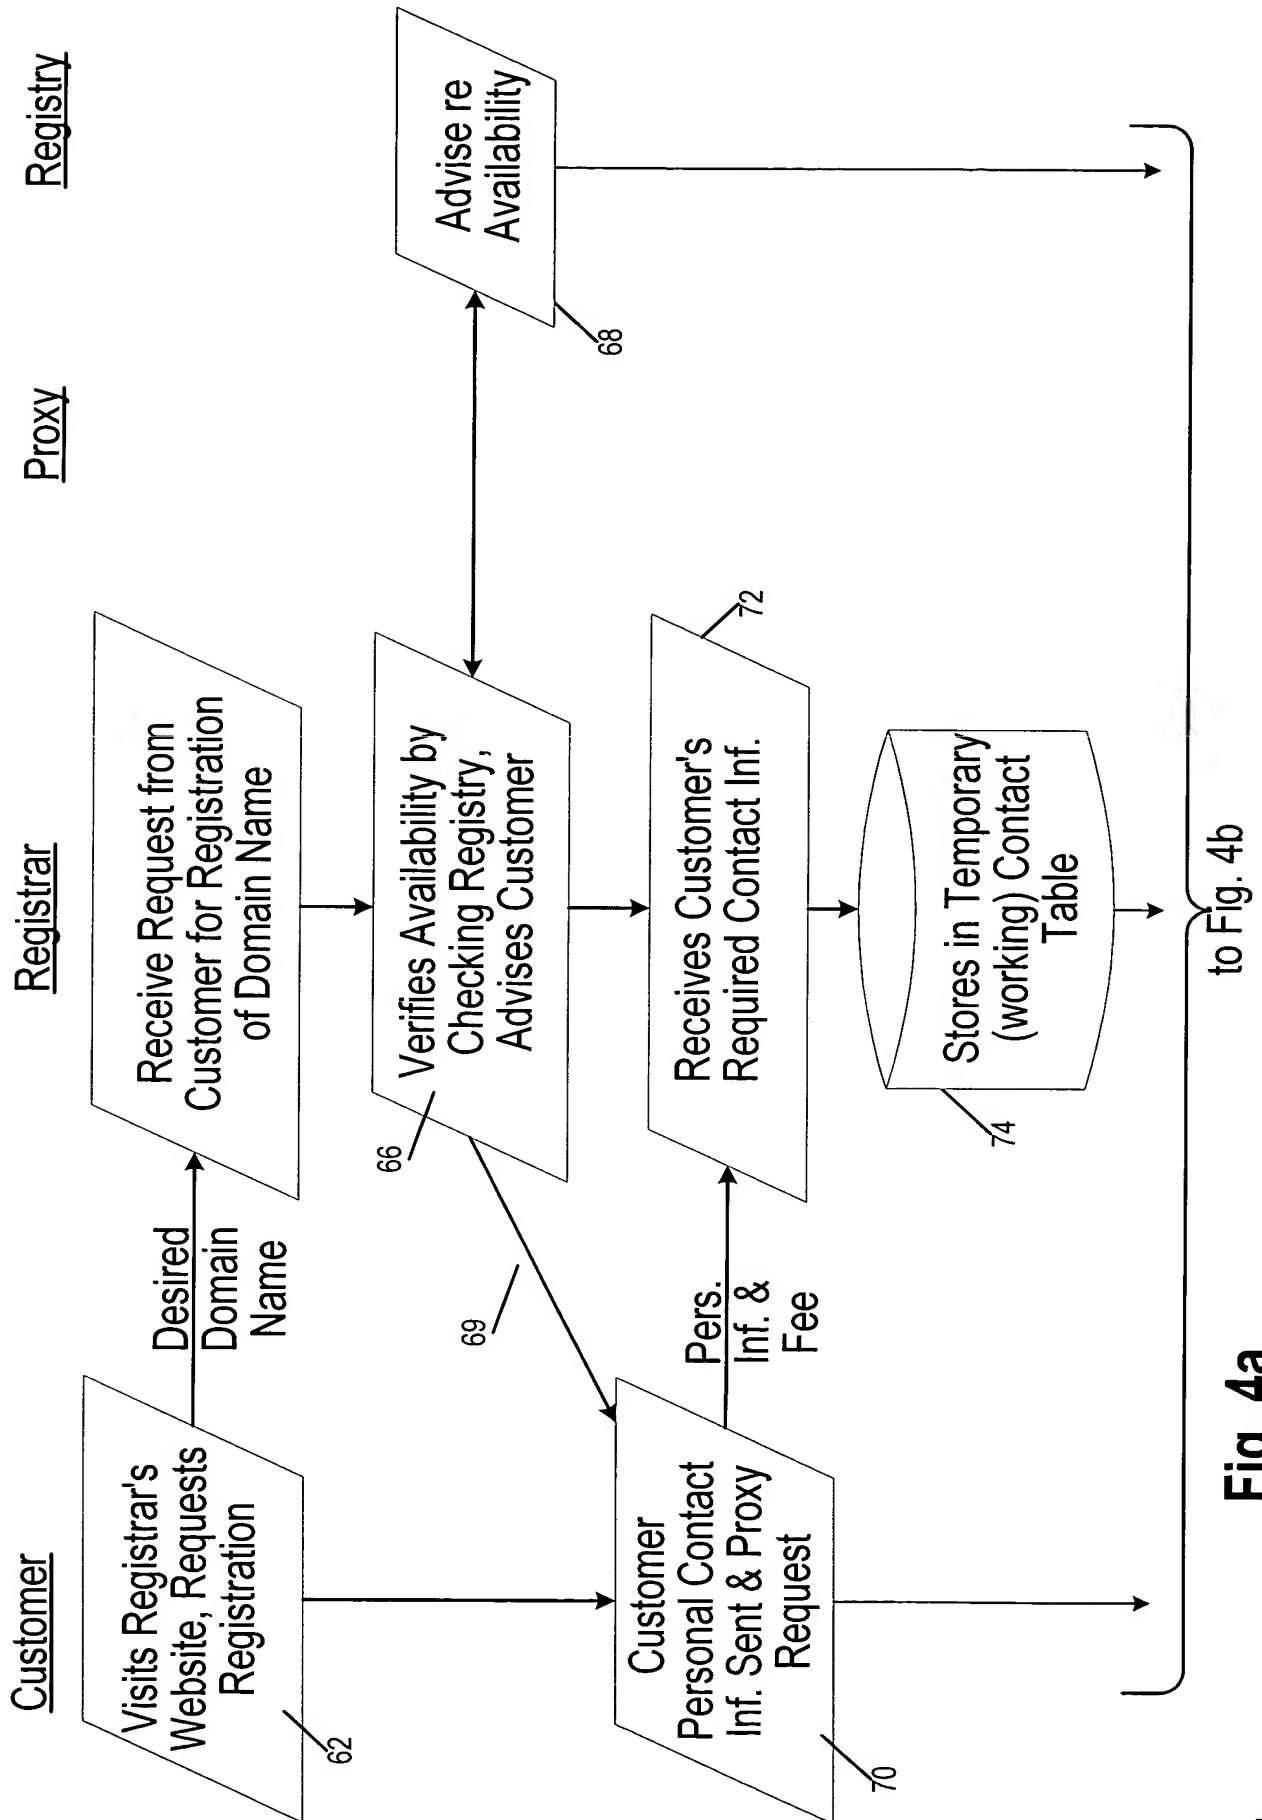 Customer
Registrar
Proxy
Registry
Visits Registrar's
Website, Requests
Registration
62
Desired
Domain
Name
Receive Request from
Customer for Registration
of Domain Name
Verifies Availability by
Checking Registry,
Advises Customer
66
Advise re
Availability
68
69
Customer
Personal Contact
Inf. Sent & Proxy
Request
70
Pers.
Inf. &
Fee
Receives Customer's
Required Contact Inf.
72
Stores in Temporary
(working) Contact
Table
74
to Fig. 4b
Fig. 4a